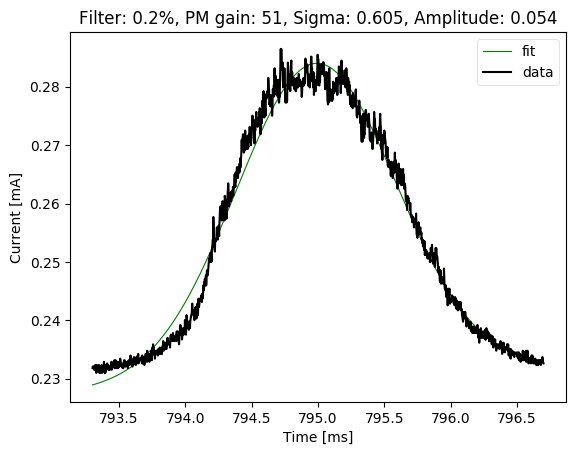 Filter: 0.2%, PM gain: 51, Sigma: 0.605, Amplitude: 0.054
fit
data
0.28
0.27
0.26
0.25
0.24
0.23
Current [mA]
793.5 794.0 794.5 795.0 795.5 796.0 796.5
Time [ms]